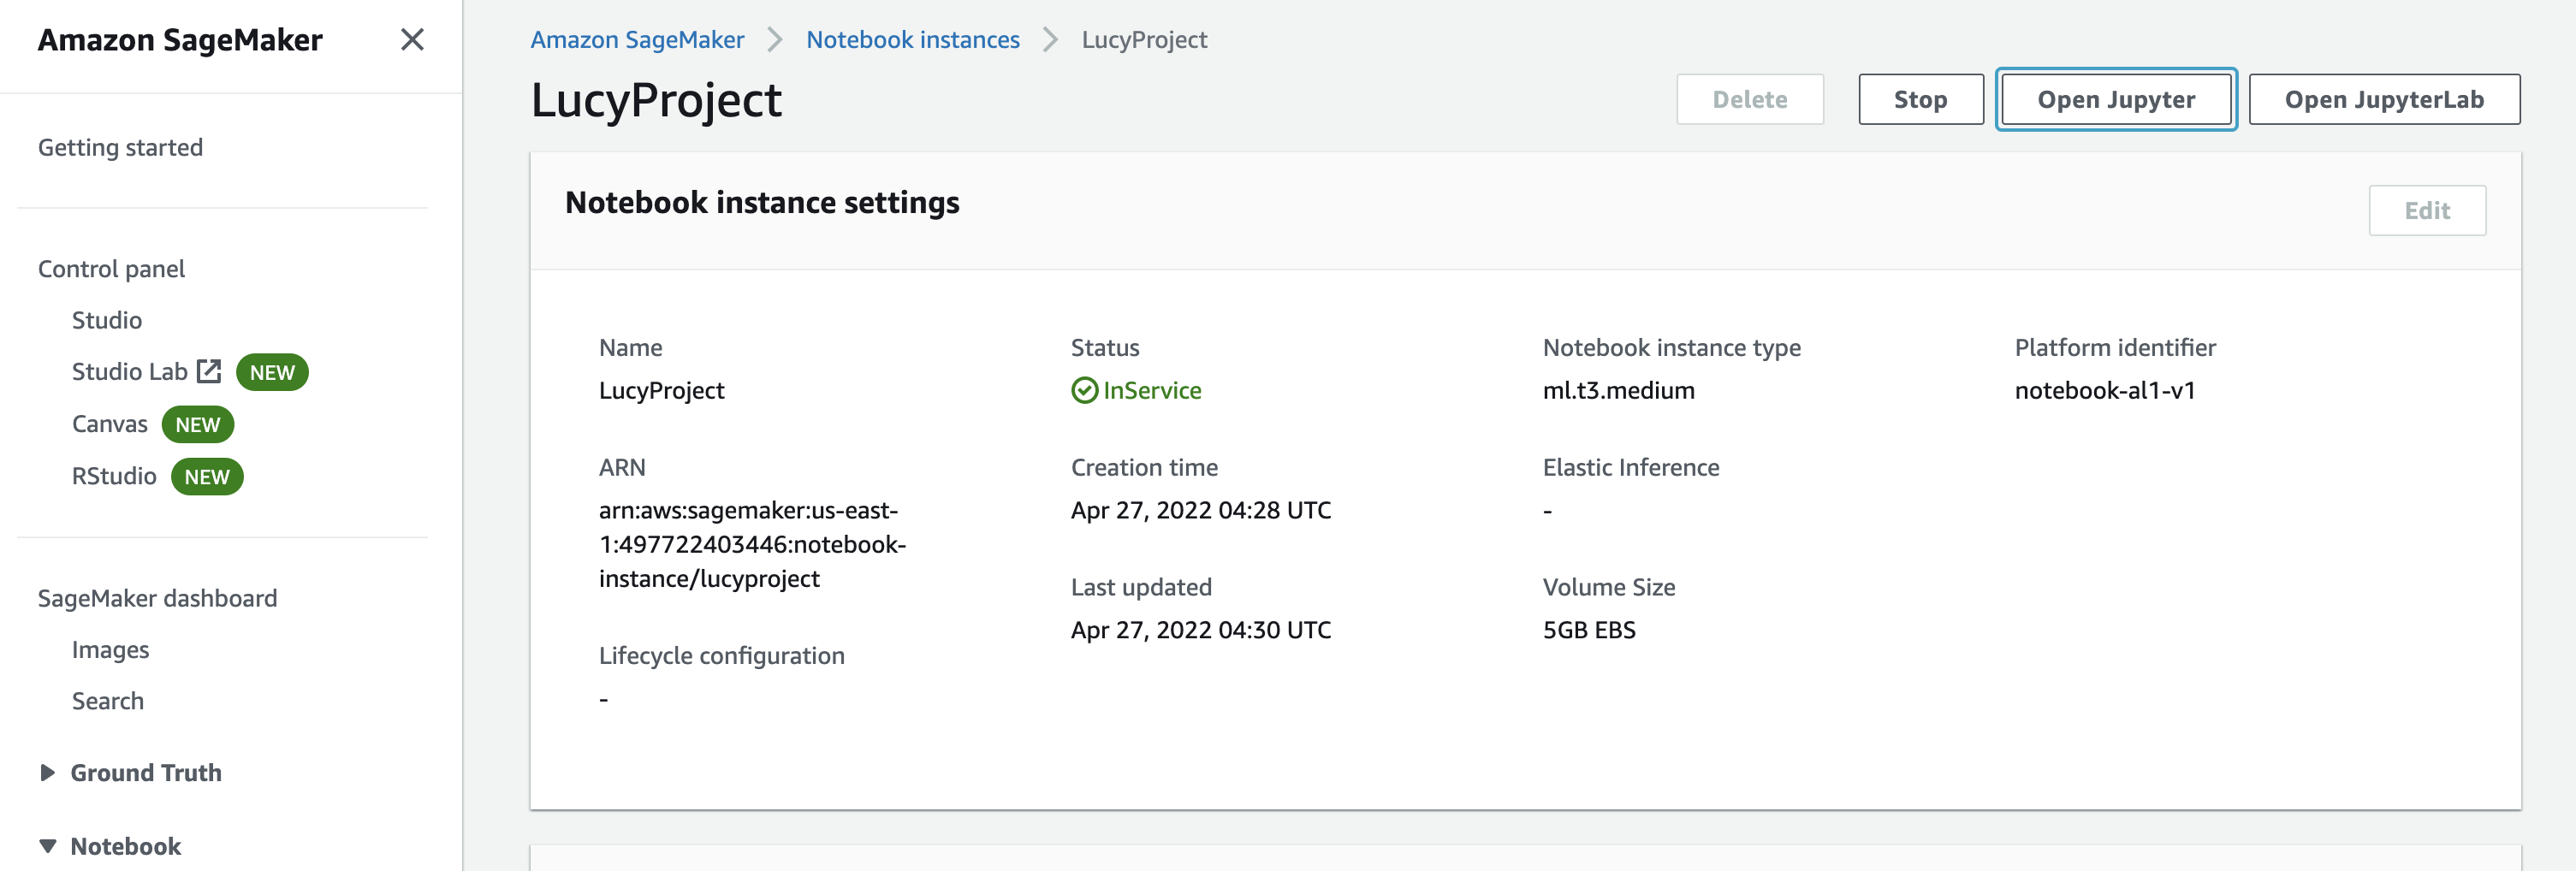 Amazon SageMaker
Getting started
Control panel
Studio
Studio Lab NEW
Canvas NEW
RStudio NEW
SageMaker dashboard
Images
Search
Ground Truth
Notebook
Amazon SageMaker Notebook instances LucyProject
LucyProject
Delete Stop Open Jupyter Open JupyterLab
Notebook instance settings
Edit
Name
LucyProject
ARN
arn:aws:sagemaker:us-east-
1:497722403446:notebook-
instance/lucyproject
Lifecycle configuration
-
Status
InService
Creation time
Apr 27, 2022 04:28 UTC
Last updated
Apr 27, 2022 04:30 UTC
Notebook instance type
ml.t3.medium
Elastic Inference
-
Volume Size
5GB EBS
Platform identifier
notebook-al1-v1